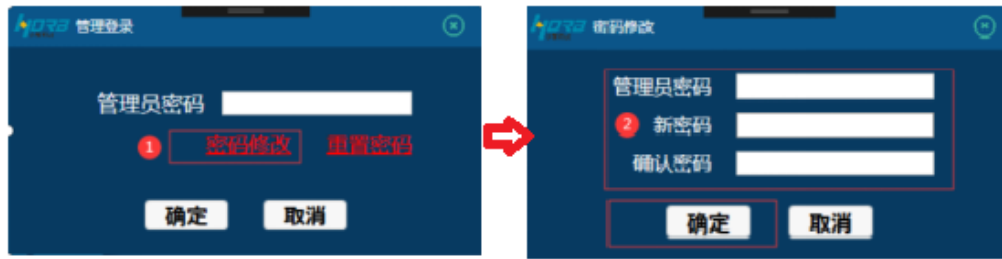 HORB 管理登录
管理员密码
1 密码修改 重置密码
确定 取消
HORB 密码修改
管理员密码
2 新密码
确认密码
确定 取消